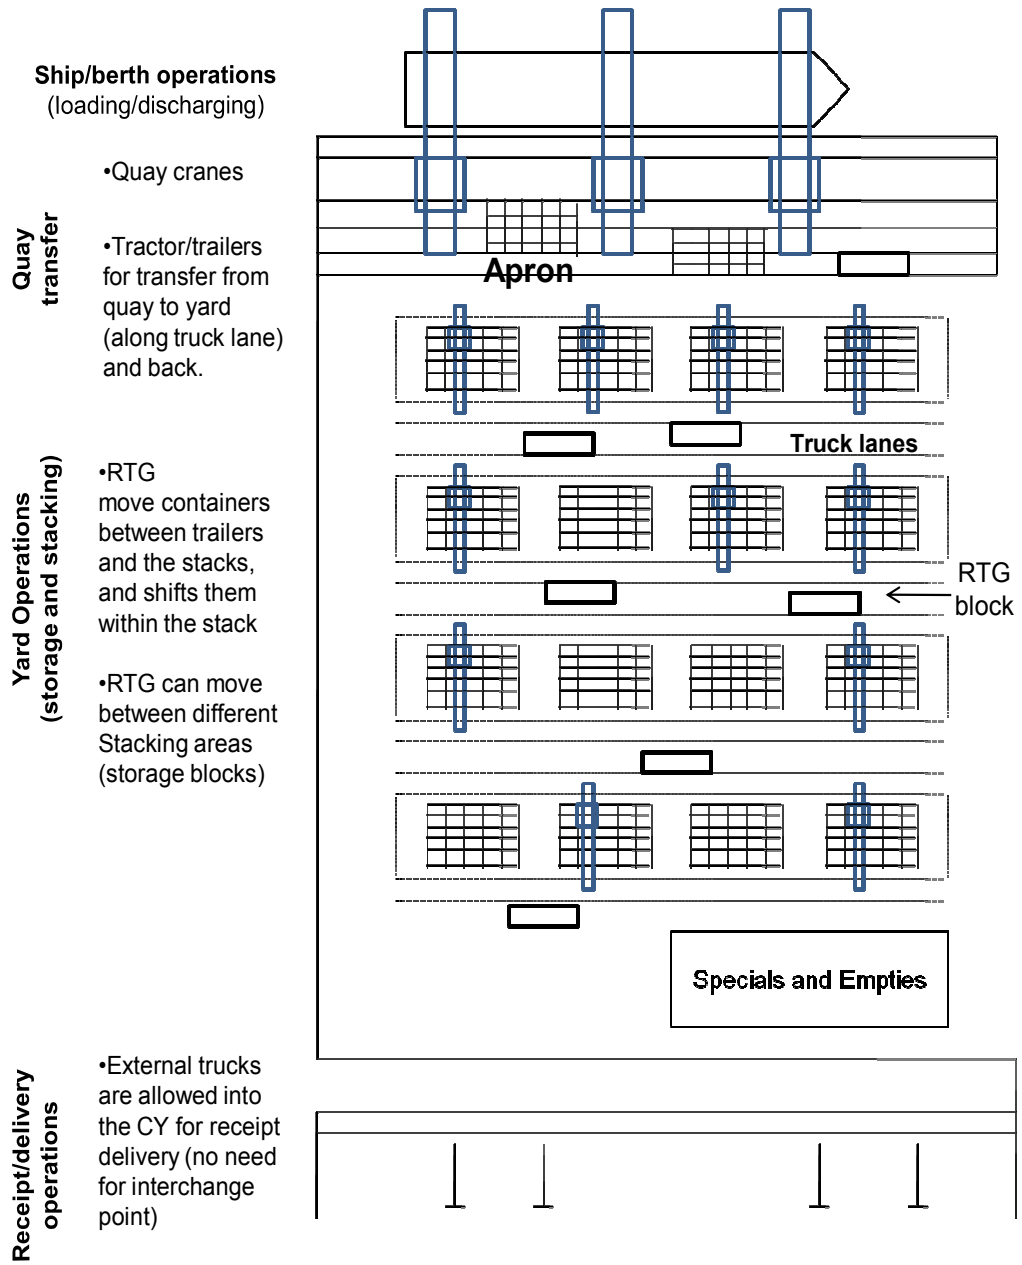 Ship/berth operations
(loading/discharging)
•Quay cranes
Quay
transfer
•Tractor/trailers
for transfer from
quay to yard
(along truck lane)
and back.
Apron
Truck lanes
Yard Operations
(storage and stacking)
•RTG
move containers
between trailers
and the stacks,
and shifts them
within the stack
RTG
block
•RTG can move
between different
Stacking areas
(storage blocks)
Specials and Empties
Receipt/delivery
operations
•External trucks
are allowed into
the CY for receipt
delivery (no need
for interchange
point)